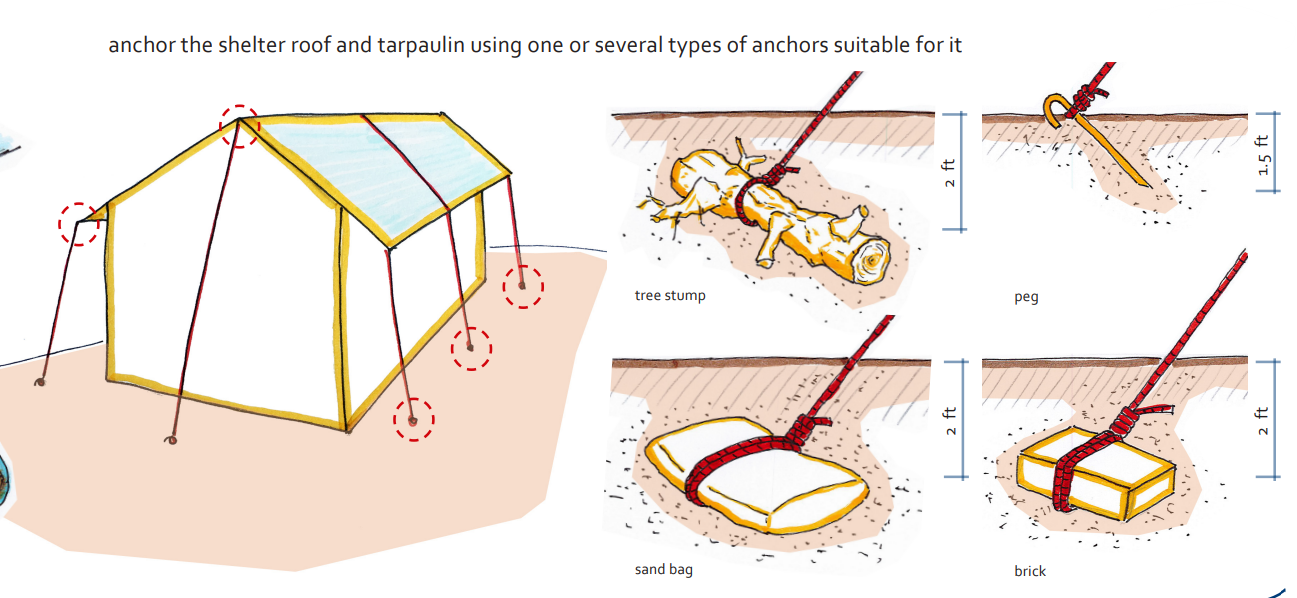 anchor the shelter roof and tarpaulin using one or several types of anchors suitable for it
2 ft
1.5 ft
tree stump
peg
2 ft
2 ft
sand bag
brick